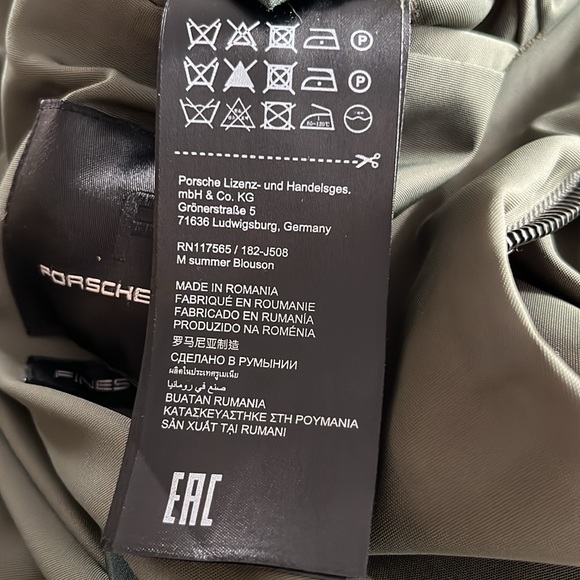 P
P
Porsche Lizenz- und Handelsges.
mbH & Co. KG
Grönerstraße 5
71636 Ludwigsburg, Germany
RN117565 / 182-J508
M summer Blouson
MADE IN ROMANIA
FABRIQUÉ EN ROUMANIE
FABRICADO EN RUMANÍA
PRODUZIDO NA ROMÉNIA
罗马尼亚制造
СДЕЛАНО В РУМЫНИИ
ผลิตในประเทศรูเมเนีย
صنع في رومانيا
BUATAN RUMANIA
ΚΑΤΑΣΚΕΥΑΣΤΗΚΕ ΣΤΗ ΡΟΥΜΑΝΙΑ
SẢN XUẤT TẠI RUMANI
EAC
PORSCHE
FINES